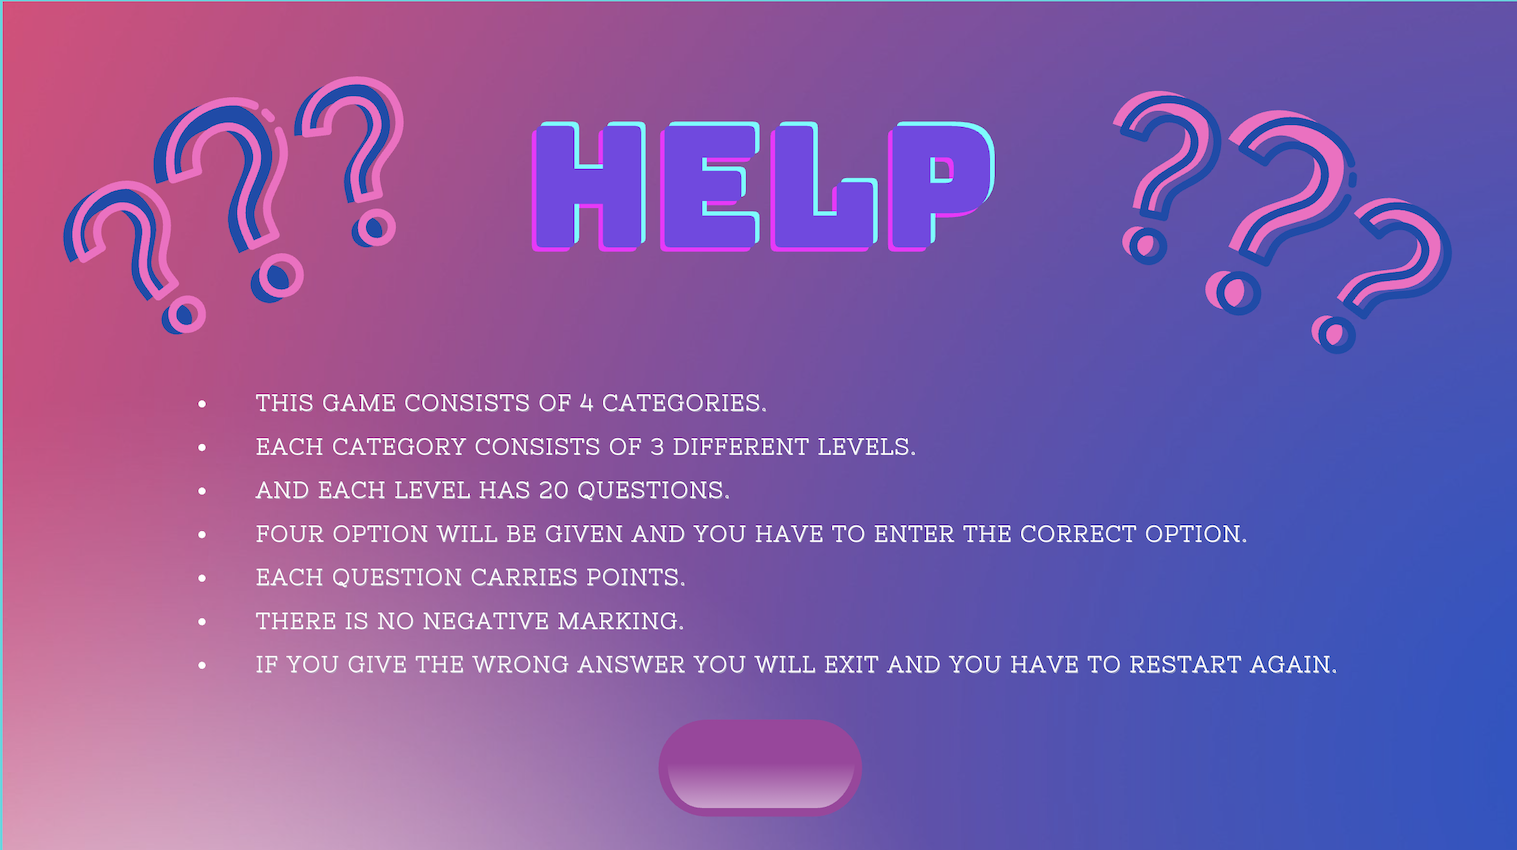 HELP
• THIS GAME CONSISTS OF 4 CATEGORIES.
• EACH CATEGORY CONSISTS OF 3 DIFFERENT LEVELS.
• AND EACH LEVEL HAS 20 QUESTIONS.
• FOUR OPTION WILL BE GIVEN AND YOU HAVE TO ENTER THE CORRECT OPTION.
• EACH QUESTION CARRIES POINTS.
• THERE IS NO NEGATIVE MARKING.
• IF YOU GIVE THE WRONG ANSWER YOU WILL EXIT AND YOU HAVE TO RESTART AGAIN.